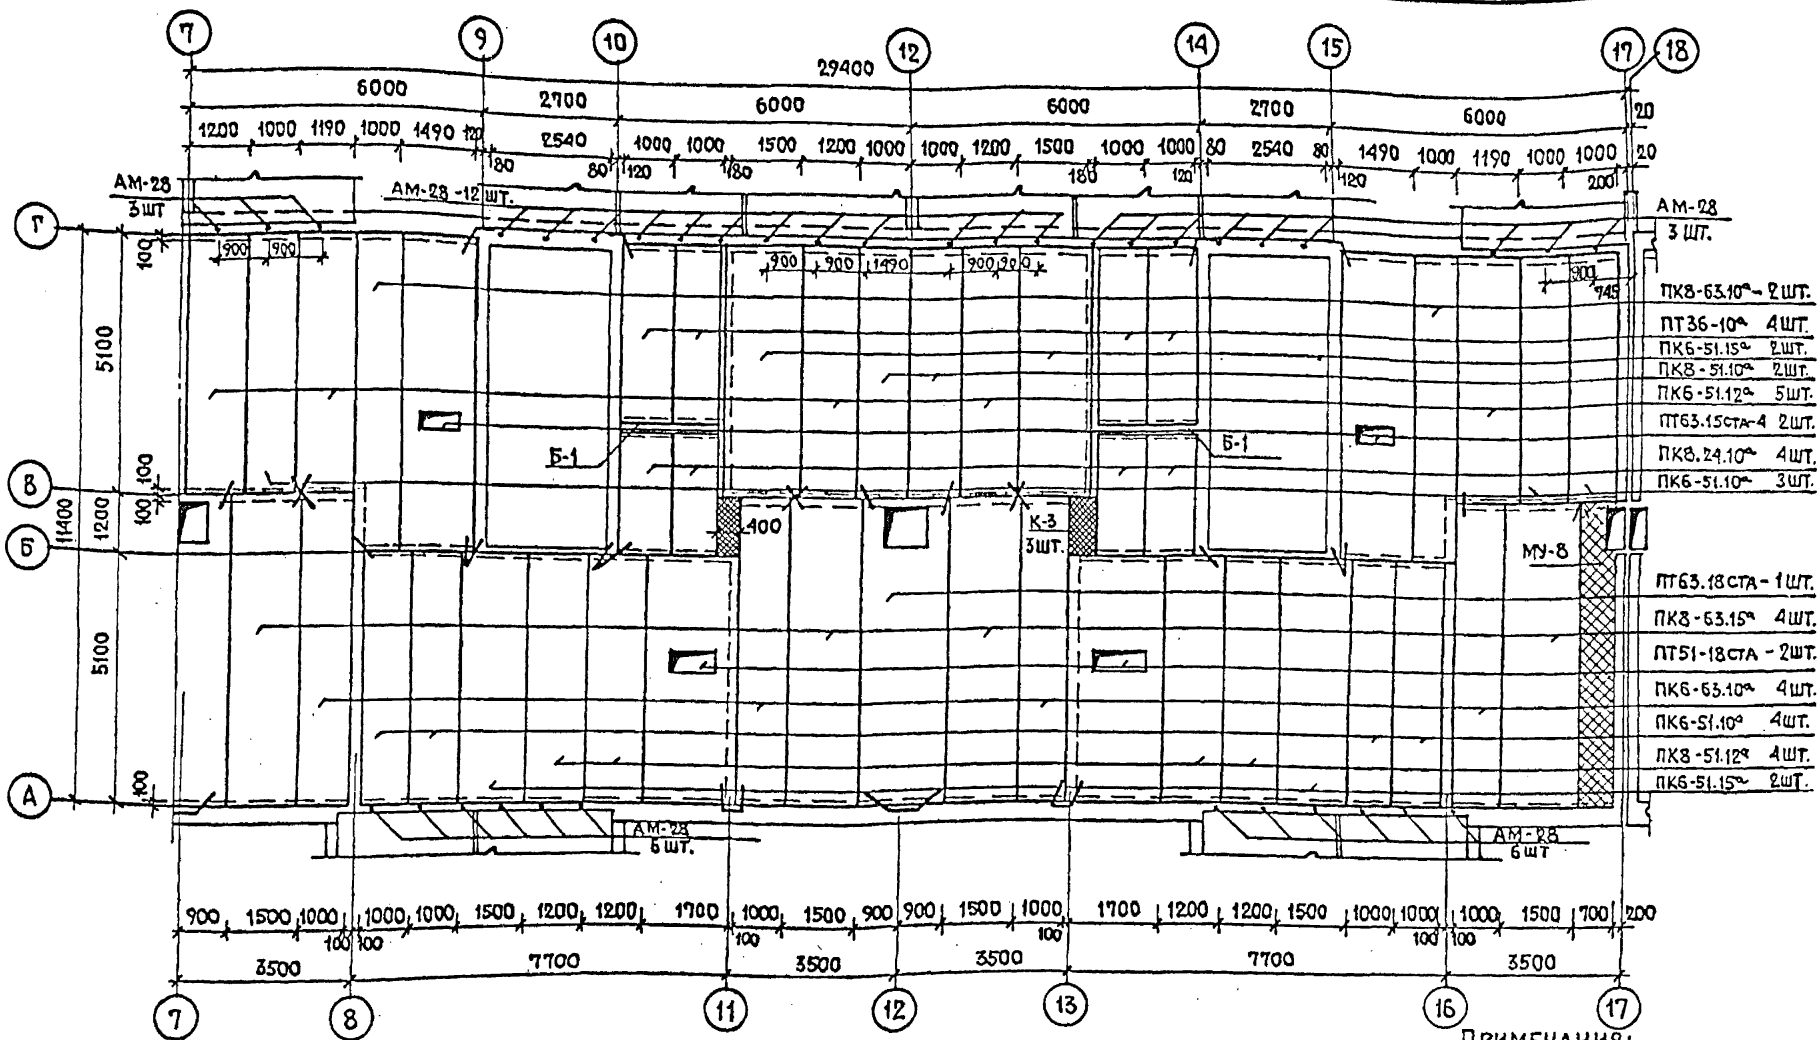 7 9 10 12 14 15 17 18
29400
6000 2700 6000 6000 2700 6000 20
1200 1000 1190 1000 1490 120 2540 1000 1000 1500 1200 1000 1000 1200 1500 1000 1000 80 2540 80 1490 1000 1190 1000 1000 20
180 80 120 180 180 120 120 200
АМ-28
3 ШТ
АМ-28-12 ШТ.
АМ-28
3 ШТ.
Г
100
900 900
900 900 1490 900 900
900
745
5100
ПК8-63.10а-2ШТ.
ПТ36-10а 4ШТ.
ПК6-51.15а 2ШТ.
ПК8-51.10а 2ШТ.
ПК6-51.12а 5ШТ.
ПТ63.15СТА-4 2ШТ.
ПК8.24.10а 4ШТ.
ПК6-51.10а 3ШТ.
Б-1
Б-1
В
100
100
11400
1200
400
К-3
3ШТ.
МУ-8
Б
ПТ63.18СТА-1ШТ.
ПК8-63.15а 4ШТ.
ПТ51-18СТА-2ШТ.
ПК6-63.10а 4ШТ.
ПК6-51.10а 4ШТ.
ПК8-51.12а 4ШТ.
ПК6-51.15а 2ШТ.
5100
100
А
АМ-28
6 ШТ.
АМ-28
6 ШТ
900 1500 1000 1000 1000 1500 1200 1200 1700 1000 1500 900 900 1500 1000 1700 1200 1200 1500 1000 1000 1000 1500 700 200
100 100 100 100 100 100
3500 7700 3500 3500 7700 3500
7 8 11 12 13 16 17
ПРИМЕЧАНИЯ: